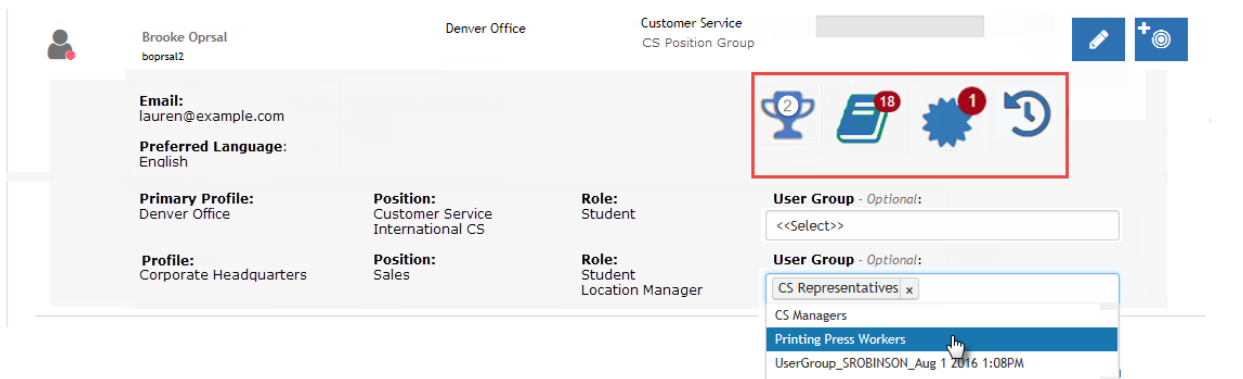 Brooke Oprsal
boprsal2
Denver Office
Customer Service
CS Position Group
Email:
lauren@example.com
Preferred Language:
English
2
18
1
Primary Profile:
Denver Office
Position:
Customer Service
International CS
Role:
Student
User Group - Optional:
<<Select>>
Profile:
Corporate Headquarters
Position:
Sales
Role:
Student
Location Manager
User Group - Optional:
CS Representatives x
CS Managers
Printing Press Workers
UserGroup_SROBINSON_Aug 1 2016 1:08PM